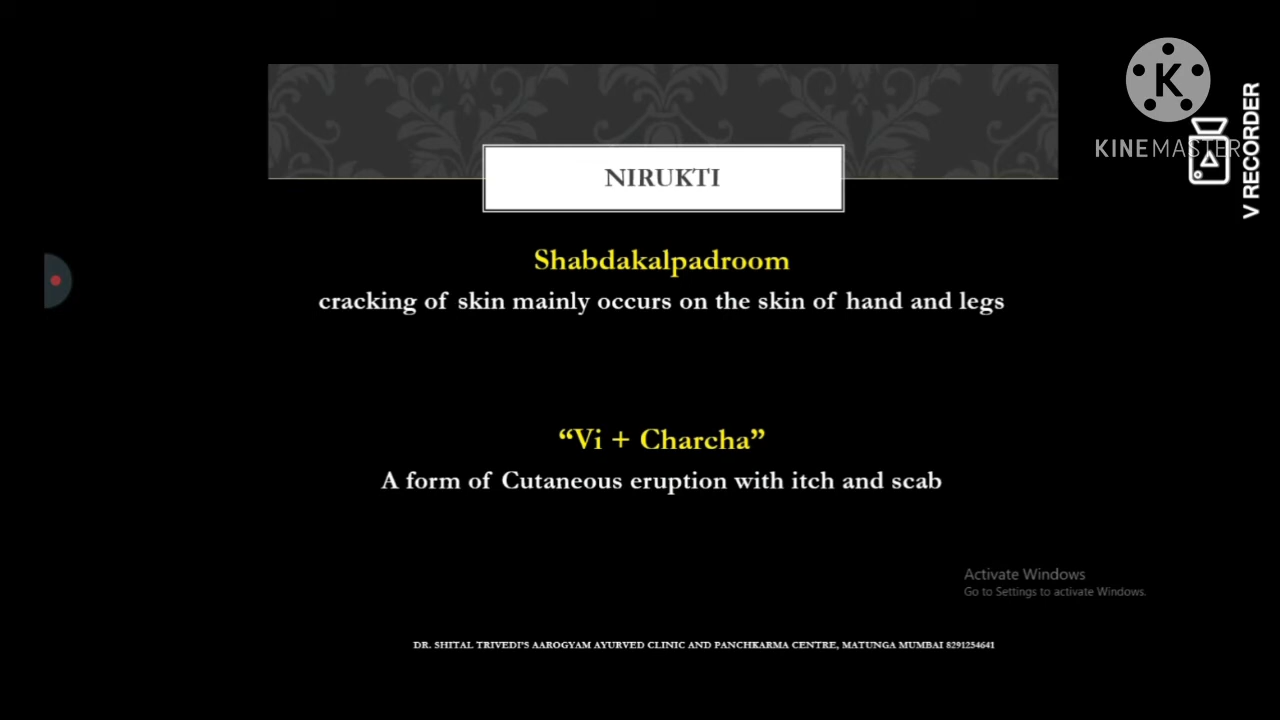 K
KINEMASTER
V RECORDER
NIRUKTI
Shabdakalpadroom
cracking of skin mainly occurs on the skin of hand and legs
“Vi + Charcha”
A form of Cutaneous eruption with itch and scab
Activate Windows
Go to Settings to activate Windows.
DR. SHITAL TRIVEDI'S AAROGYAM AYURVED CLINIC AND PANCHKARMA CENTRE, MATUNGA MUMBAI 8291254641